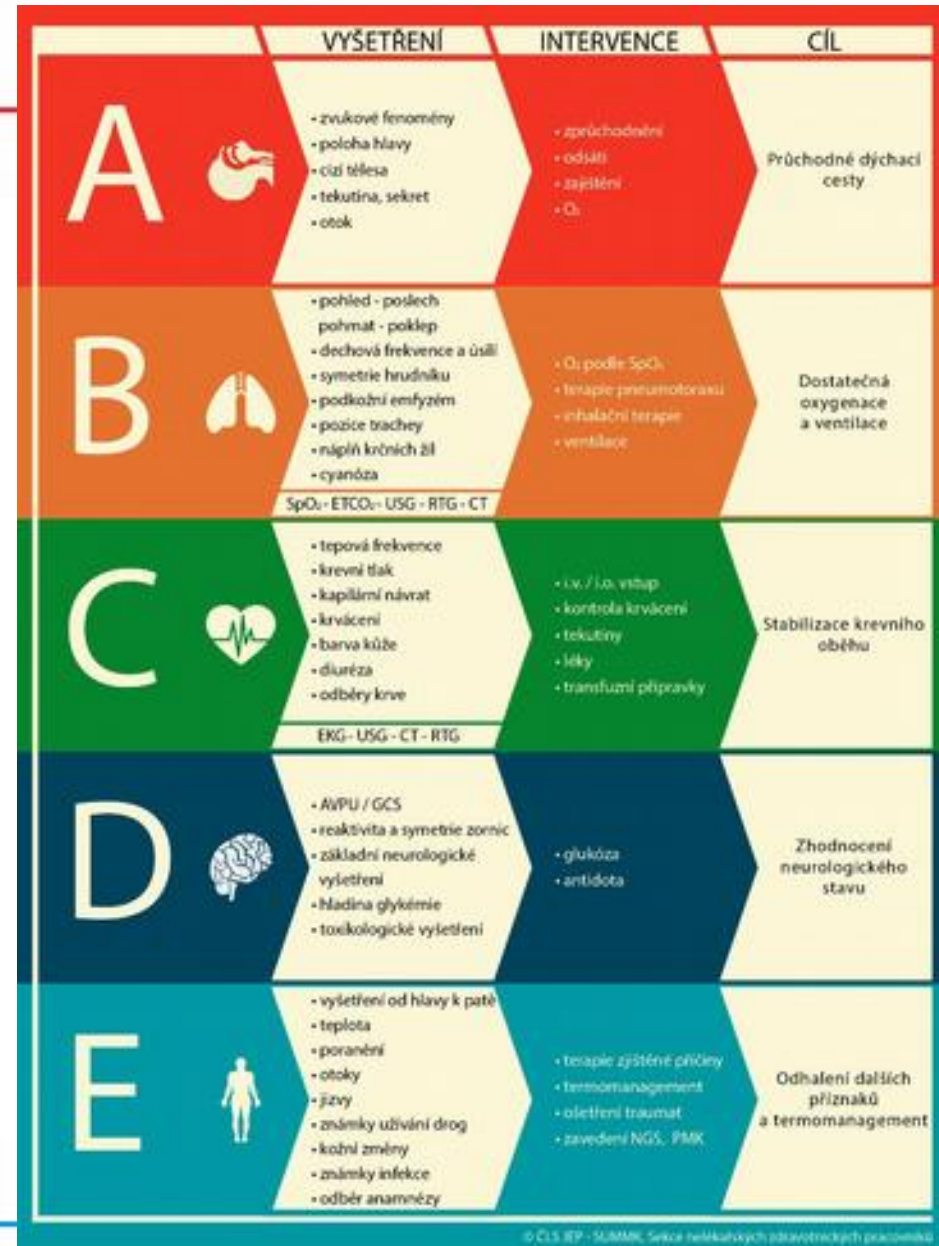 VYŠETŘENÍ
INTERVENCE
CÍL
A
• zvukové fenomény
• poloha hlavy
• cizí tělesa
• tekutina, sekret
• otok
• zprůchodnění
• odsátí
• zajištění
• O₂
Průchodné dýchací
cesty
B
• pohled - poslech
pohmat - poklep
• dechová frekvence a úsilí
• symetrie hrudníku
• podkožní emfyzém
• pozice trachey
• náplň krčních žil
• cyanóza
SpO₂ - ETCO₂ - USG - RTG - CT
• O₂ podle SpO₂
• terapie pneumotoraxu
• inhalační terapie
• ventilace
Dostatečná
oxygenace
a ventilace
C
• tepová frekvence
• krevní tlak
• kapilární návrat
• krvácení
• barva kůže
• diuréza
• odběry krve
EKG - USG - CT - RTG
• i.v. / i.o. vstup
• kontrola krvácení
• tekutiny
• léky
• transfuzní přípravky
Stabilizace krevního
oběhu
D
• AVPU / GCS
• reaktivita a symetrie zornic
• základní neurologické
vyšetření
• hladina glykémie
• toxikologické vyšetření
• glukóza
• antidota
Zhodnocení
neurologického
stavu
E
• vyšetření od hlavy k patě
• teplota
• poranění
• otoky
• jizvy
• známky užívání drog
• kožní změny
• známky infekce
• odběr anamnézy
• terapie zjištěné příčiny
• termomanagement
• ošetření traumat
• zavedení NGS, PMK
Odhalení dalších
příznaků
a termomanagement
© ČLS JEP - SUMMK, Sekce nelékařských zdravotnických pracovníků